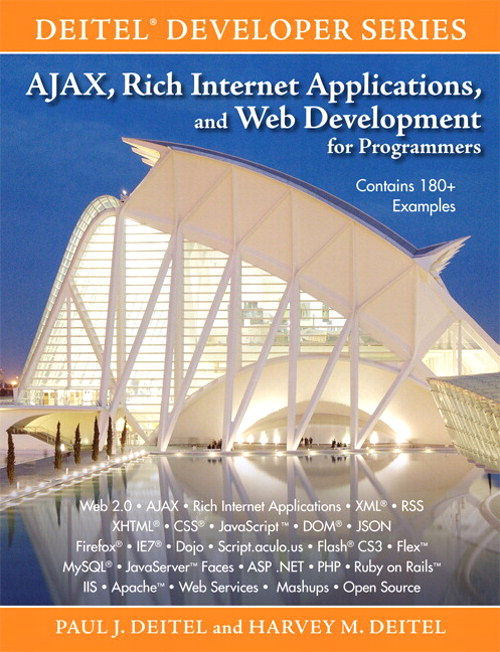 DEITEL® DEVELOPER SERIES
AJAX, Rich Internet Applications,
and Web Development
for Programmers
Contains 180+
Examples
Web 2.0 • AJAX • Rich Internet Applications • XML® • RSS
XHTML® • CSS® • JavaScript™ • DOM® • JSON
Firefox® • IE7® • Dojo • Script.aculo.us • Flash® CS3 • Flex™
MySQL® • JavaServer™ Faces • ASP .NET • PHP • Ruby on Rails™
IIS • Apache™ • Web Services • Mashups • Open Source
PAUL J. DEITEL and HARVEY M. DEITEL